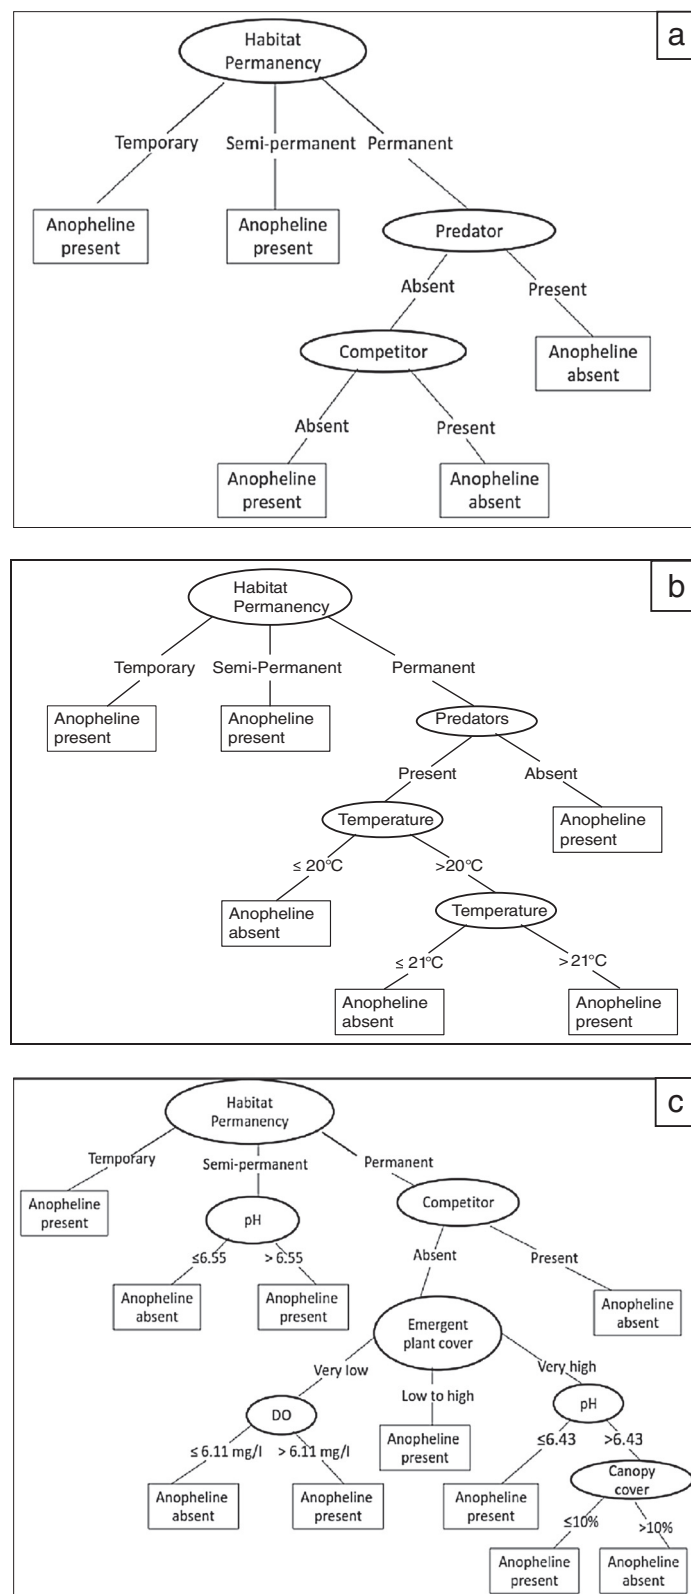 a
Habitat
Permanency
Temporary Semi-permanent Permanent
Anopheline
present
Anopheline
present
Predator
Absent
Present
Competitor
Anopheline
absent
Absent
Present
Anopheline
present
Anopheline
absent
b
Habitat
Permanency
Temporary Semi-Permanent Permanent
Anopheline
present
Anopheline
present
Predators
Present Absent
Temperature
Anopheline
present
≤ 20°C >20°C
Anopheline
absent
Temperature
≤ 21°C >21°C
Anopheline
absent
Anopheline
present
c
Habitat
Permanency
Temporary Semi-permanent Permanent
Anopheline
present
pH
Competitor
≤6.55 > 6.55
Absent Present
Anopheline
absent
Anopheline
present
Anopheline
absent
Emergent
plant cover
Very low Low to high Very high
DO
Anopheline
present
pH
≤ 6.11 mg/l > 6.11 mg/l
≤6.43 >6.43
Anopheline
absent
Anopheline
present
Anopheline
present
Canopy
cover
≤10% >10%
Anopheline
present
Anopheline
absent